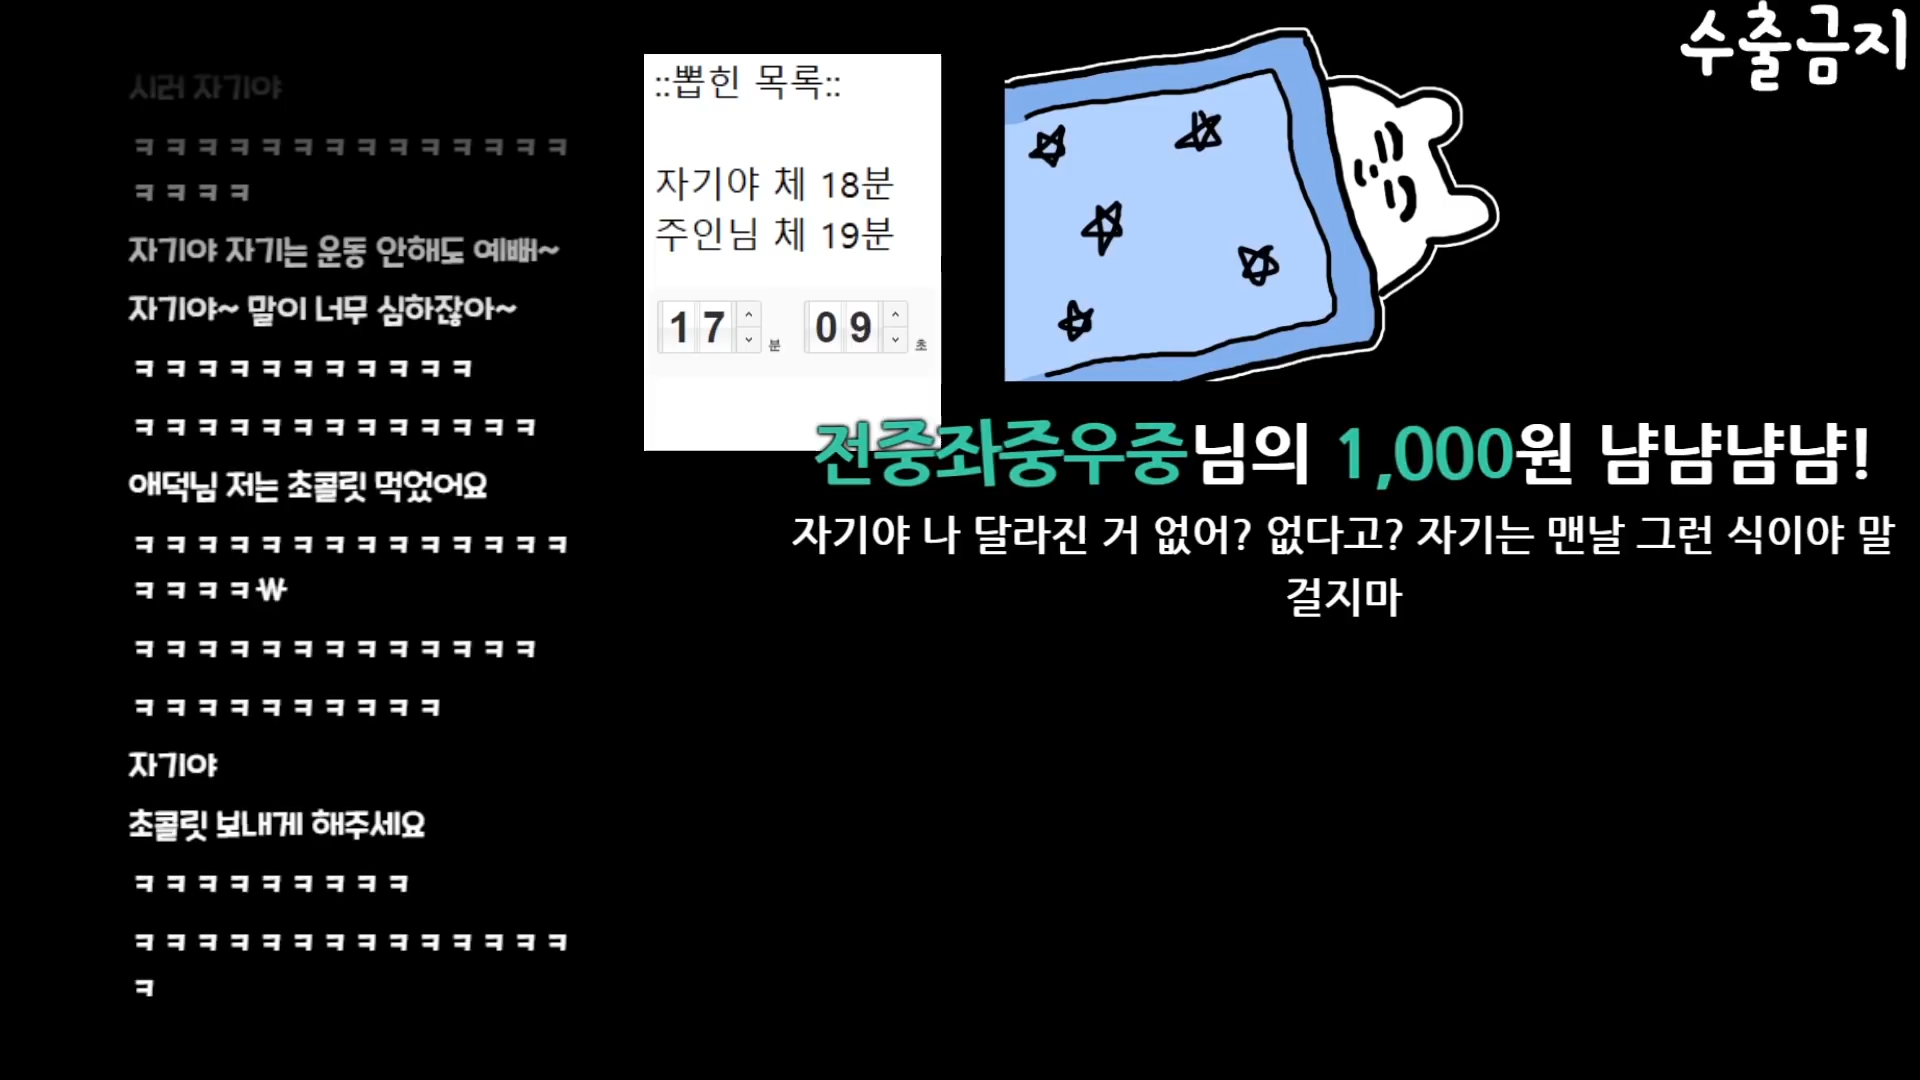 수출금지
시러 자기야
ㅋㅋㅋㅋㅋㅋㅋㅋㅋㅋㅋㅋㅋㅋ
ㅋㅋㅋㅋ
자기야 자기는 운동 안해도 예뻐~
자기야~ 말이 너무 심하잖아~
ㅋㅋㅋㅋㅋㅋㅋㅋㅋㅋㅋ
ㅋㅋㅋㅋㅋㅋㅋㅋㅋㅋㅋㅋㅋ
애덕님 저는 초콜릿 먹었어요
ㅋㅋㅋㅋㅋㅋㅋㅋㅋㅋㅋㅋㅋㅋ
ㅋㅋㅋㅋ₩
ㅋㅋㅋㅋㅋㅋㅋㅋㅋㅋㅋㅋㅋ
ㅋㅋㅋㅋㅋㅋㅋㅋㅋㅋ
자기야
초콜릿 보내게 해주세요
ㅋㅋㅋㅋㅋㅋㅋㅋㅋ
ㅋㅋㅋㅋㅋㅋㅋㅋㅋㅋㅋㅋㅋㅋ
ㅋ
::뽑힌 목록::
자기야 체 18분
주인님 체 19분
17 분 09 초
전중좌중우중님의 1,000원 냠냠냠냠!
자기야 나 달라진 거 없어? 없다고? 자기는 맨날 그런 식이야 말
걸지마